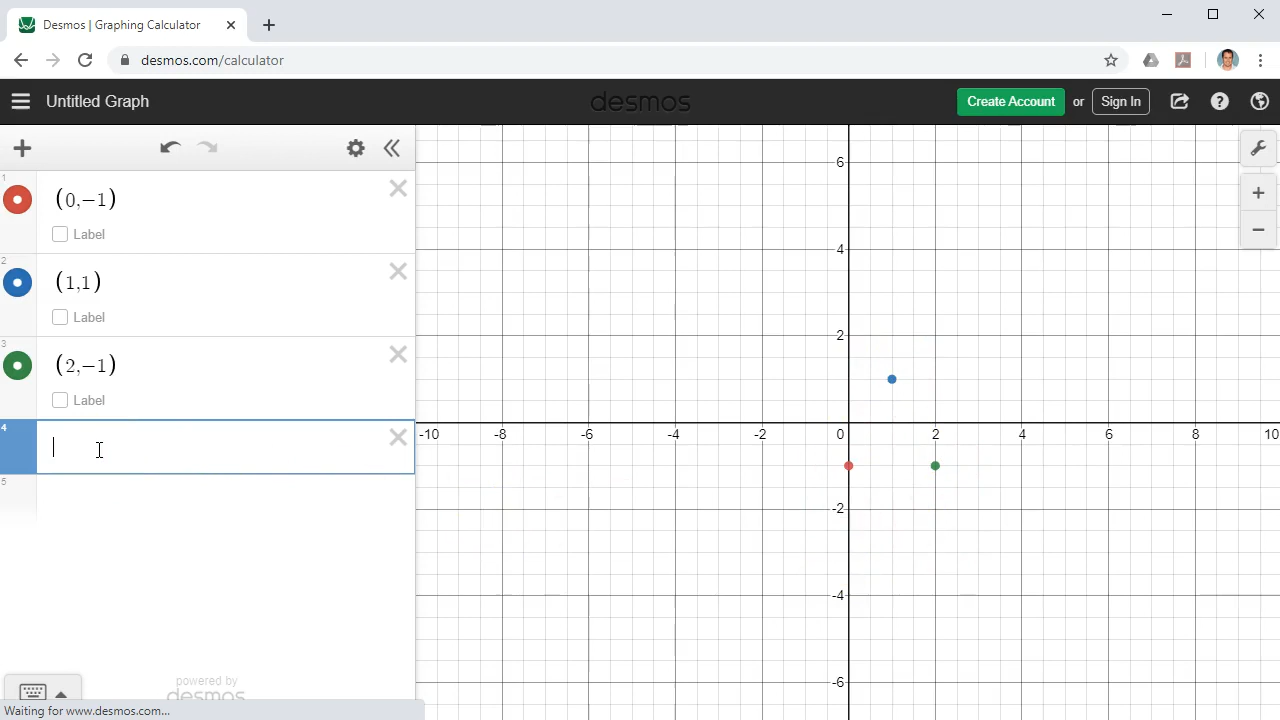 Desmos | Graphing Calculator
desmos.com/calculator
Untitled Graph
desmos
Create Account or Sign In
1
(0,−1)
Label
2
(1,1)
Label
3
(2,−1)
Label
4
5
powered by
desmos
6
4
2
-10 -8 -6 -4 -2 0 2 4 6 8 10
-2
-4
-6
Waiting for www.desmos.com...